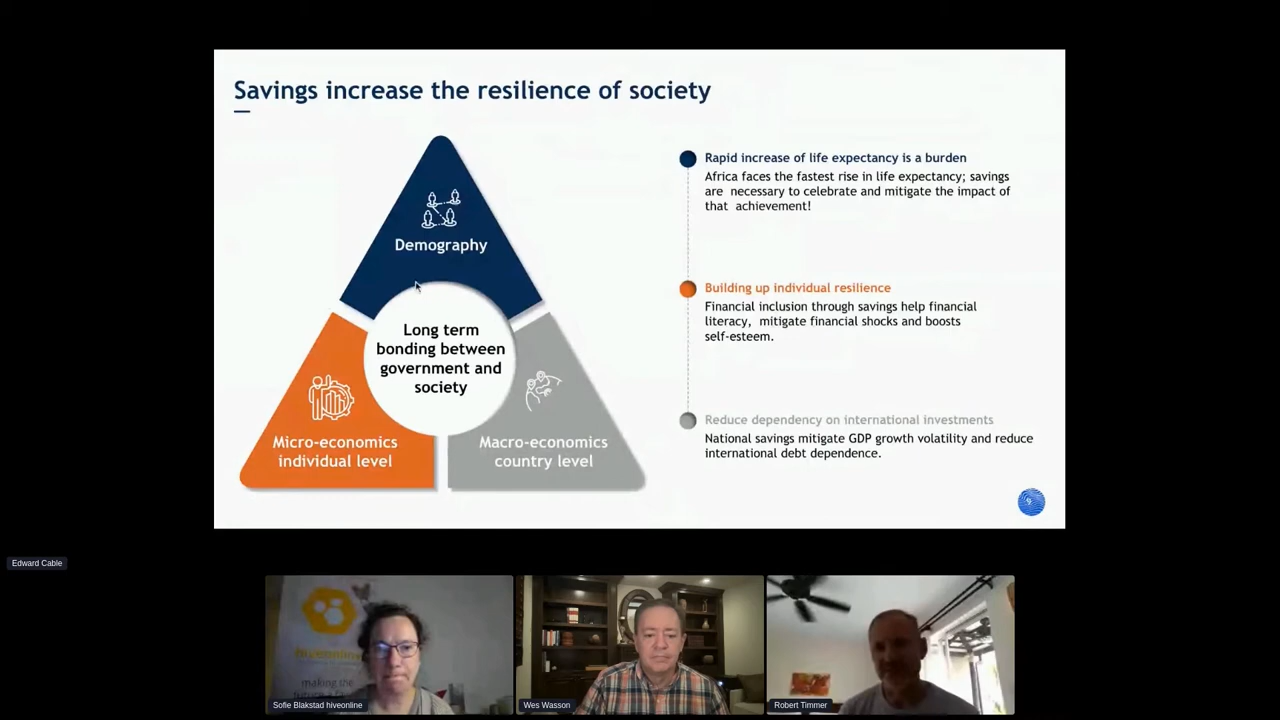 Savings increase the resilience of society
Demography
Long term
bonding between
government and
society
Micro-economics
individual level
Macro-economics
country level
Rapid increase of life expectancy is a burden
Africa faces the fastest rise in life expectancy; savings
are necessary to celebrate and mitigate the impact of
that achievement!
Building up individual resilience
Financial inclusion through savings help financial
literacy, mitigate financial shocks and boosts
self-esteem.
Reduce dependency on international investments
National savings mitigate GDP growth volatility and reduce
international debt dependence.
Edward Cable
hiveonline
making the
Sofie Blakstad hiveonline
Wes Wasson
Robert Timmer